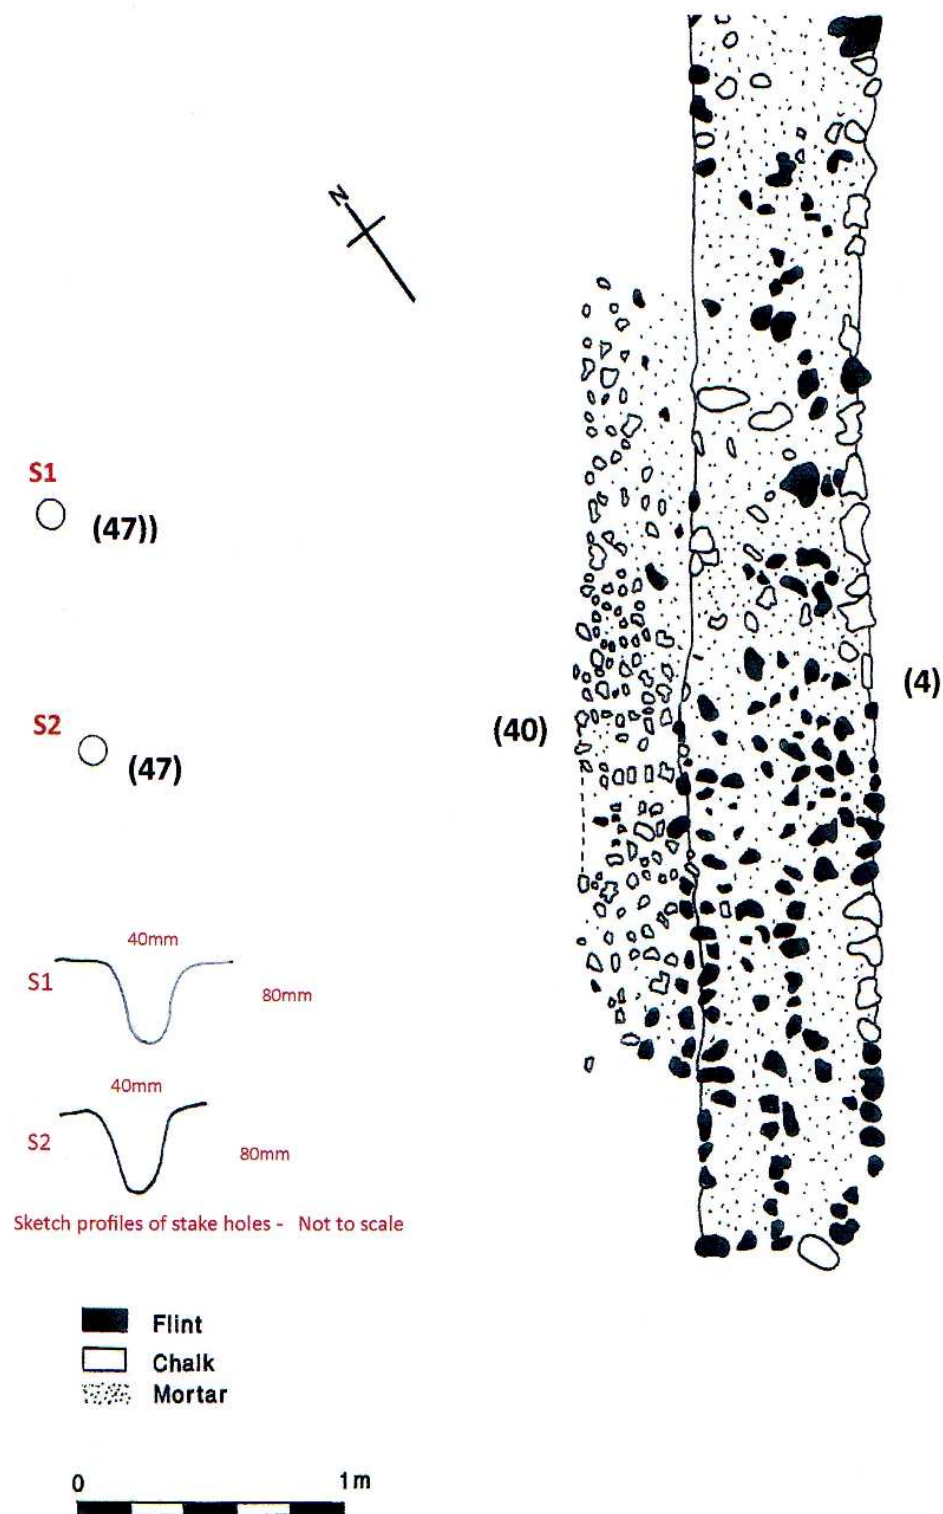 N
S1
(47))
(4)
S2
(40)
(47)
40mm
S1
80mm
40mm
S2
80mm
Sketch profiles of stake holes - Not to scale
Flint
Chalk
Mortar
0 1m